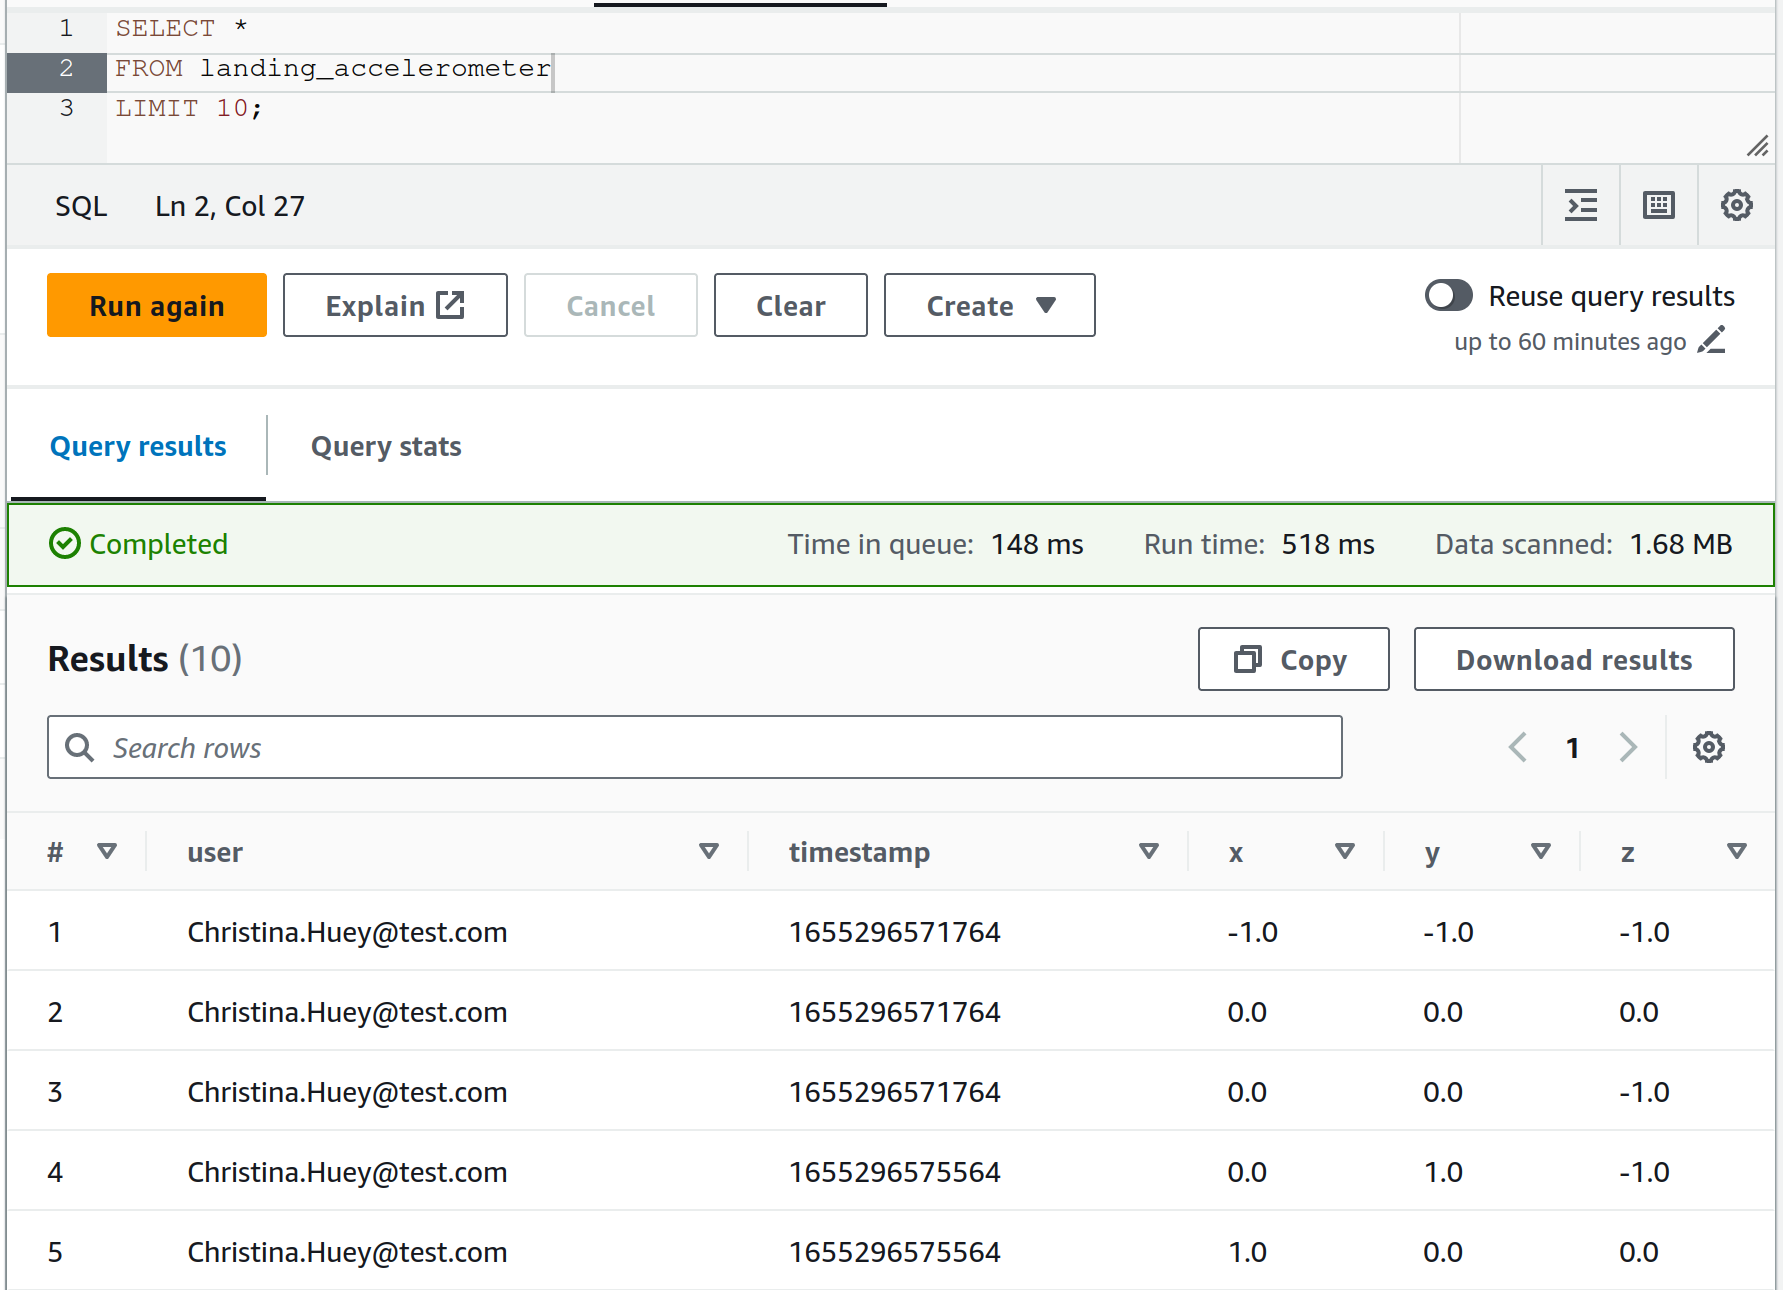 1 SELECT *
2 FROM landing_accelerometer
3 LIMIT 10;
SQL Ln 2, Col 27
Run again Explain Cancel Clear Create Reuse query results
up to 60 minutes ago
Query results Query stats
Completed Time in queue: 148 ms Run time: 518 ms Data scanned: 1.68 MB
Results (10) Copy Download results
Search rows 1
# user timestamp x y z
1 Christina.Huey@test.com 1655296571764 -1.0 -1.0 -1.0
2 Christina.Huey@test.com 1655296571764 0.0 0.0 0.0
3 Christina.Huey@test.com 1655296571764 0.0 0.0 -1.0
4 Christina.Huey@test.com 1655296575564 0.0 1.0 -1.0
5 Christina.Huey@test.com 1655296575564 1.0 0.0 0.0